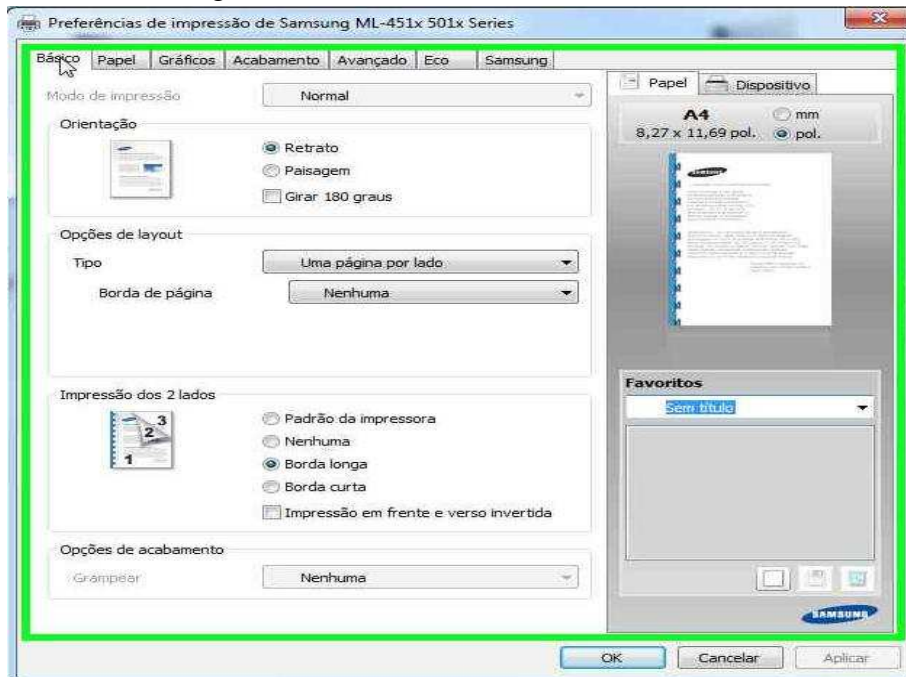 Preferências de impressão de Samsung ML-451x 501x Series
Básico Papel Gráficos Acabamento Avançado Eco Samsung
Modo de impressão Normal
Orientação
Retrato
Paisagem
Girar 180 graus
Opções de layout
Tipo Uma página por lado
Borda de página Nenhuma
Impressão dos 2 lados
3
2
1
Padrão da impressora
Nenhuma
Borda longa
Borda curta
Impressão em frente e verso invertida
Opções de acabamento
Grampear Nenhuma
Papel Dispositivo
A4 mm
8,27 x 11,69 pol. pol.
SAMSUNG
Favoritos
Sem título
SAMSUNG
OK Cancelar Aplicar